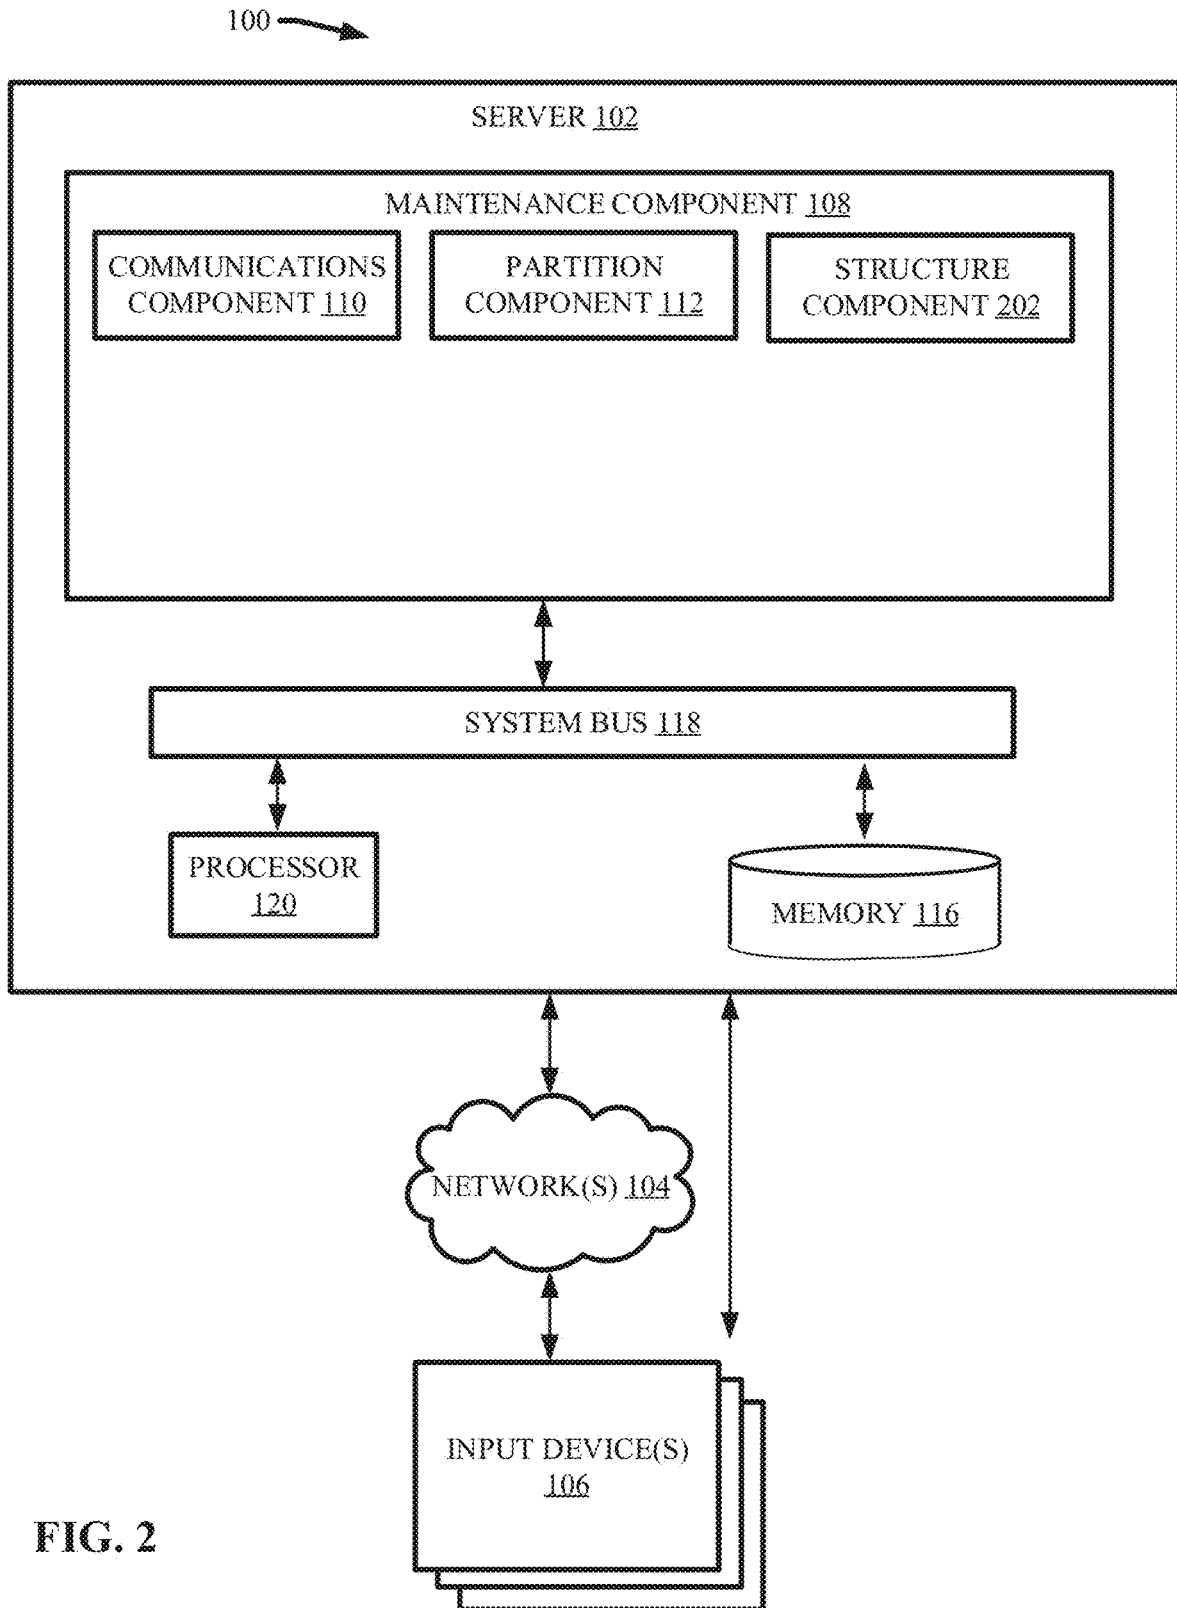 100
SERVER 102
MAINTENANCE COMPONENT 108
COMMUNICATIONS
COMPONENT 110
PARTITION
COMPONENT 112
STRUCTURE
COMPONENT 202
SYSTEM BUS 118
PROCESSOR
120
MEMORY 116
NETWORK(S) 104
INPUT DEVICE(S)
106
FIG. 2